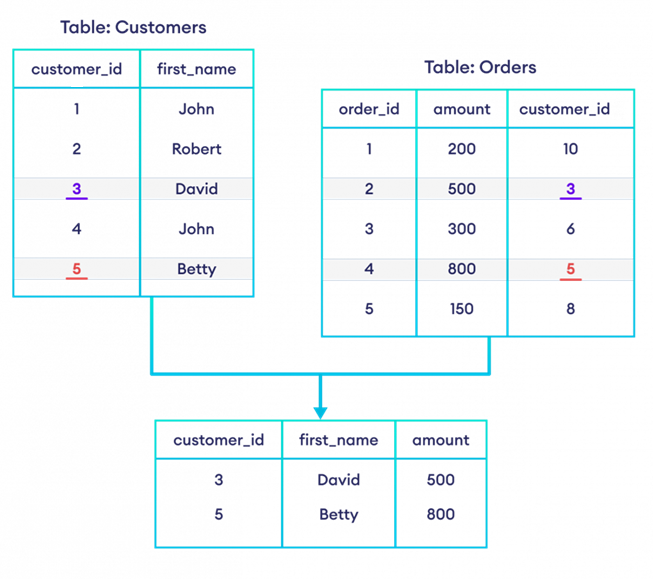 Table: Customers
customer_id first_name
1 John
2 Robert
3 David
4 John
5 Betty
Table: Orders
order_id amount customer_id
1 200 10
2 500 3
3 300 6
4 800 5
5 150 8
customer_id first_name amount
3 David 500
5 Betty 800